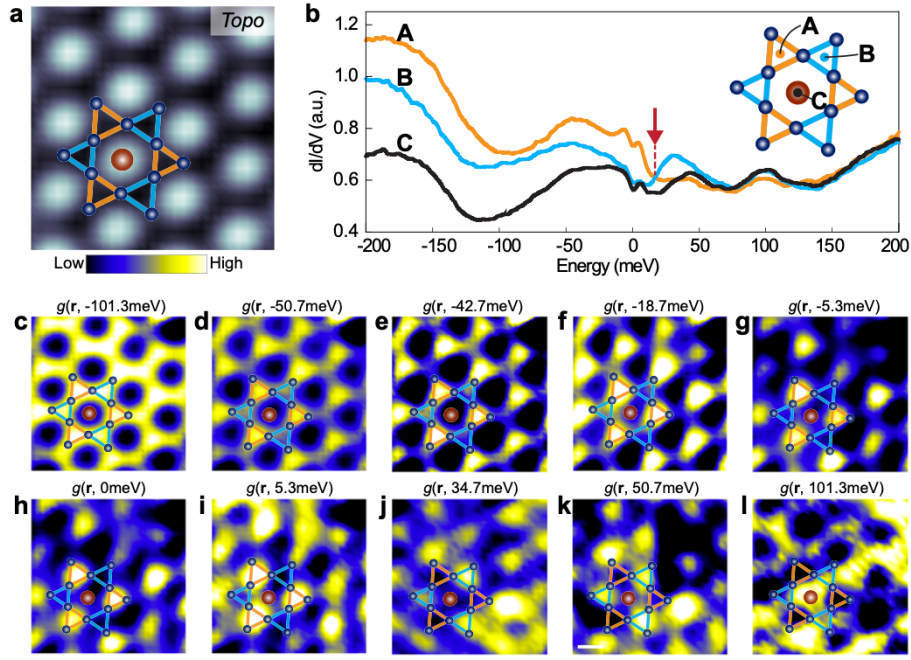 a
Topo
Low High
b
dI/dV (a.u.)
1.2
1.0
0.8
0.6
0.4
A
B
C
A
B
C
-200 -150 -100 -50 0 50 100 150 200
Energy (meV)
c g(r, -101.3meV)
d g(r, -50.7meV)
e g(r, -42.7meV)
f g(r, -18.7meV)
g g(r, -5.3meV)
h g(r, 0meV)
i g(r, 5.3meV)
j g(r, 34.7meV)
k g(r, 50.7meV)
l g(r, 101.3meV)